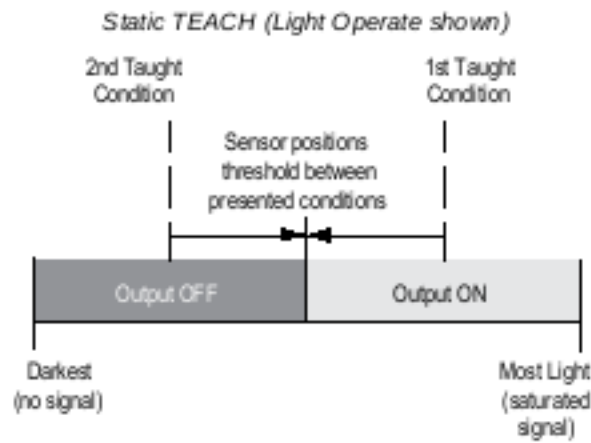 Static TEACH (Light Operate shown)
2nd Taught
Condition
1st Taught
Condition
Sensor positions
threshold between
presented conditions
Output OFF
Output ON
Darkest
(no signal)
Most Light
(saturated
signal)